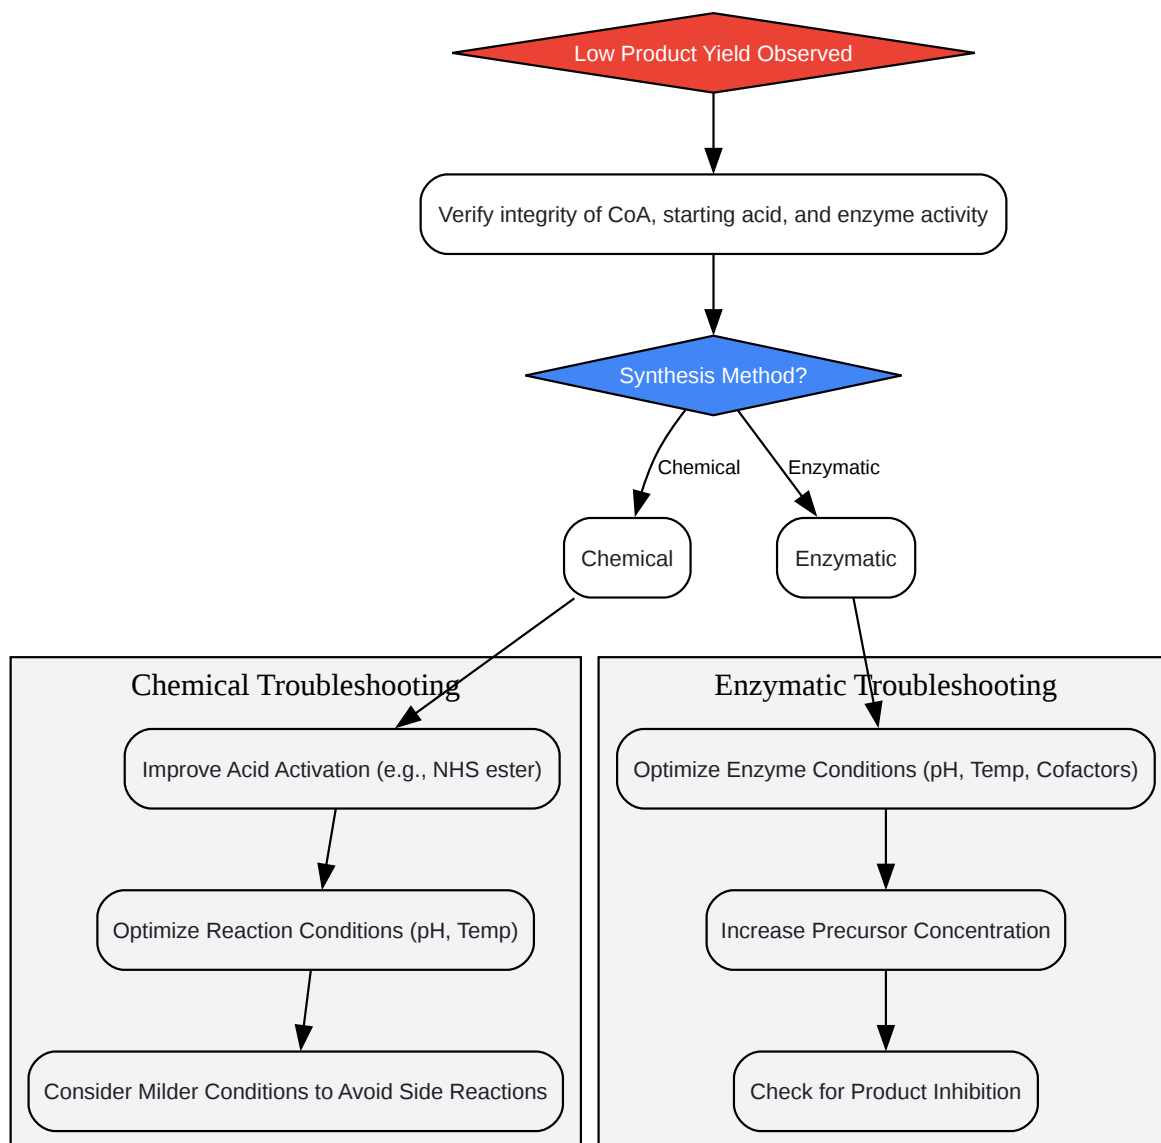 Low Product Yield Observed
Verify integrity of CoA, starting acid, and enzyme activity
Synthesis Method?
Chemical
Enzymatic
Chemical
Enzymatic
Chemical Troubleshooting
Improve Acid Activation (e.g., NHS ester)
Optimize Reaction Conditions (pH, Temp)
Consider Milder Conditions to Avoid Side Reactions
Enzymatic Troubleshooting
Optimize Enzyme Conditions (pH, Temp, Cofactors)
Increase Precursor Concentration
Check for Product Inhibition